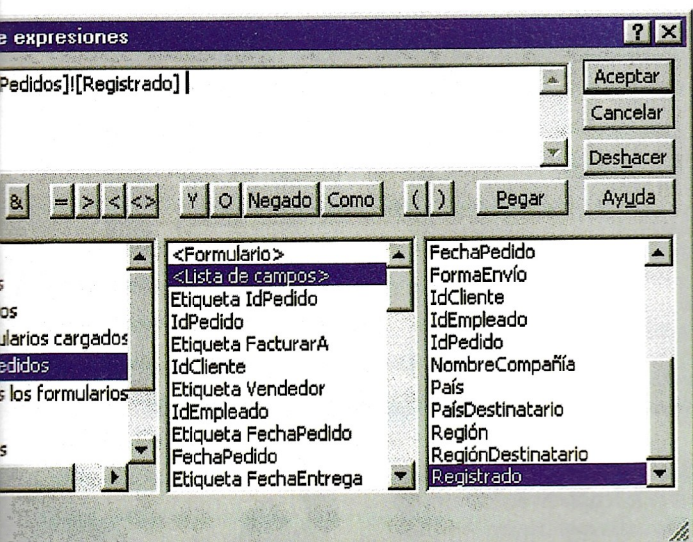 e expresiones
Pedidos]![Registrado]
Aceptar
Cancelar
Deshacer
Ayuda
& = > < <> Y O Negado Como ( ) Pegar
os
ularios cargados
edidos
s los formularios
s
<Formulario>
<Lista de campos>
Etiqueta IdPedido
IdPedido
Etiqueta FacturarA
IdCliente
Etiqueta Vendedor
IdEmpleado
Etiqueta FechaPedido
FechaPedido
Etiqueta FechaEntrega
FechaPedido
FormaEnvío
IdCliente
IdEmpleado
IdPedido
NombreCompañía
País
PaísDestinatario
Región
RegiónDestinatario
Registrado